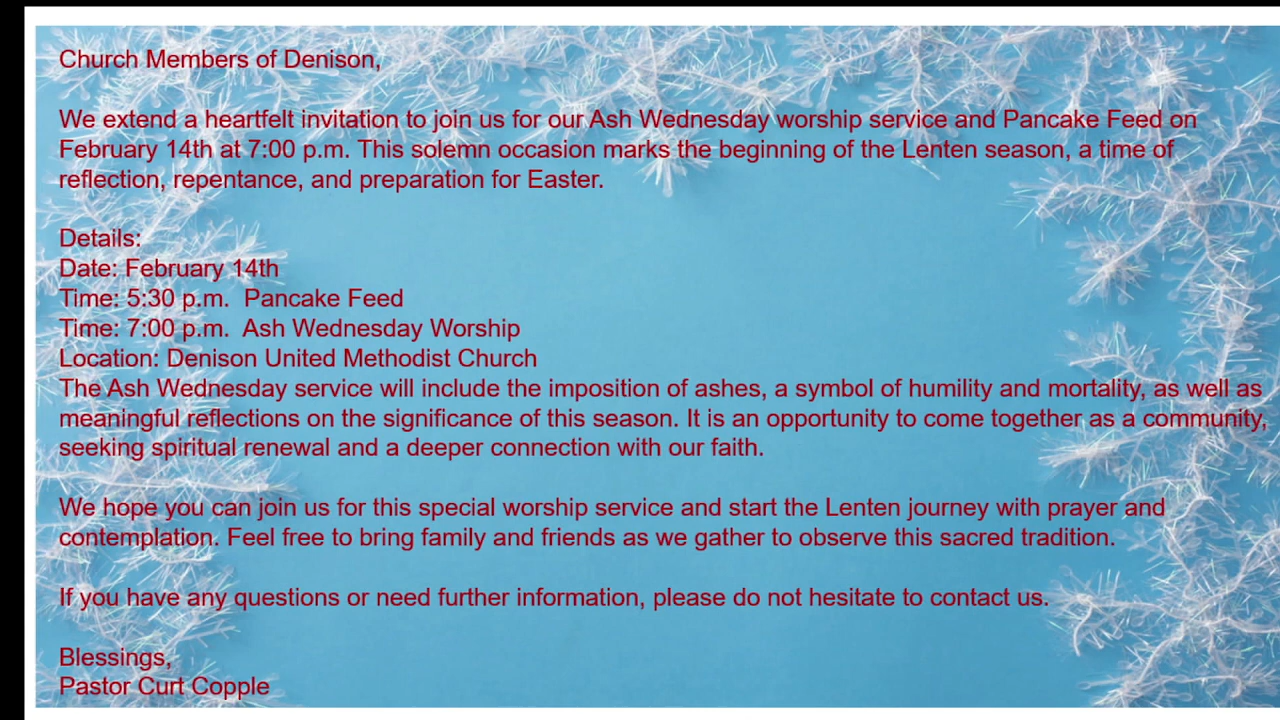 Church Members of Denison,
We extend a heartfelt invitation to join us for our Ash Wednesday worship service and Pancake Feed on
February 14th at 7:00 p.m. This solemn occasion marks the beginning of the Lenten season, a time of
reflection, repentance, and preparation for Easter.
Details:
Date: February 14th
Time: 5:30 p.m.  Pancake Feed
Time: 7:00 p.m.  Ash Wednesday Worship
Location: Denison United Methodist Church
The Ash Wednesday service will include the imposition of ashes, a symbol of humility and mortality, as well as
meaningful reflections on the significance of this season. It is an opportunity to come together as a community,
seeking spiritual renewal and a deeper connection with our faith.
We hope you can join us for this special worship service and start the Lenten journey with prayer and
contemplation. Feel free to bring family and friends as we gather to observe this sacred tradition.
If you have any questions or need further information, please do not hesitate to contact us.
Blessings,
Pastor Curt Copple